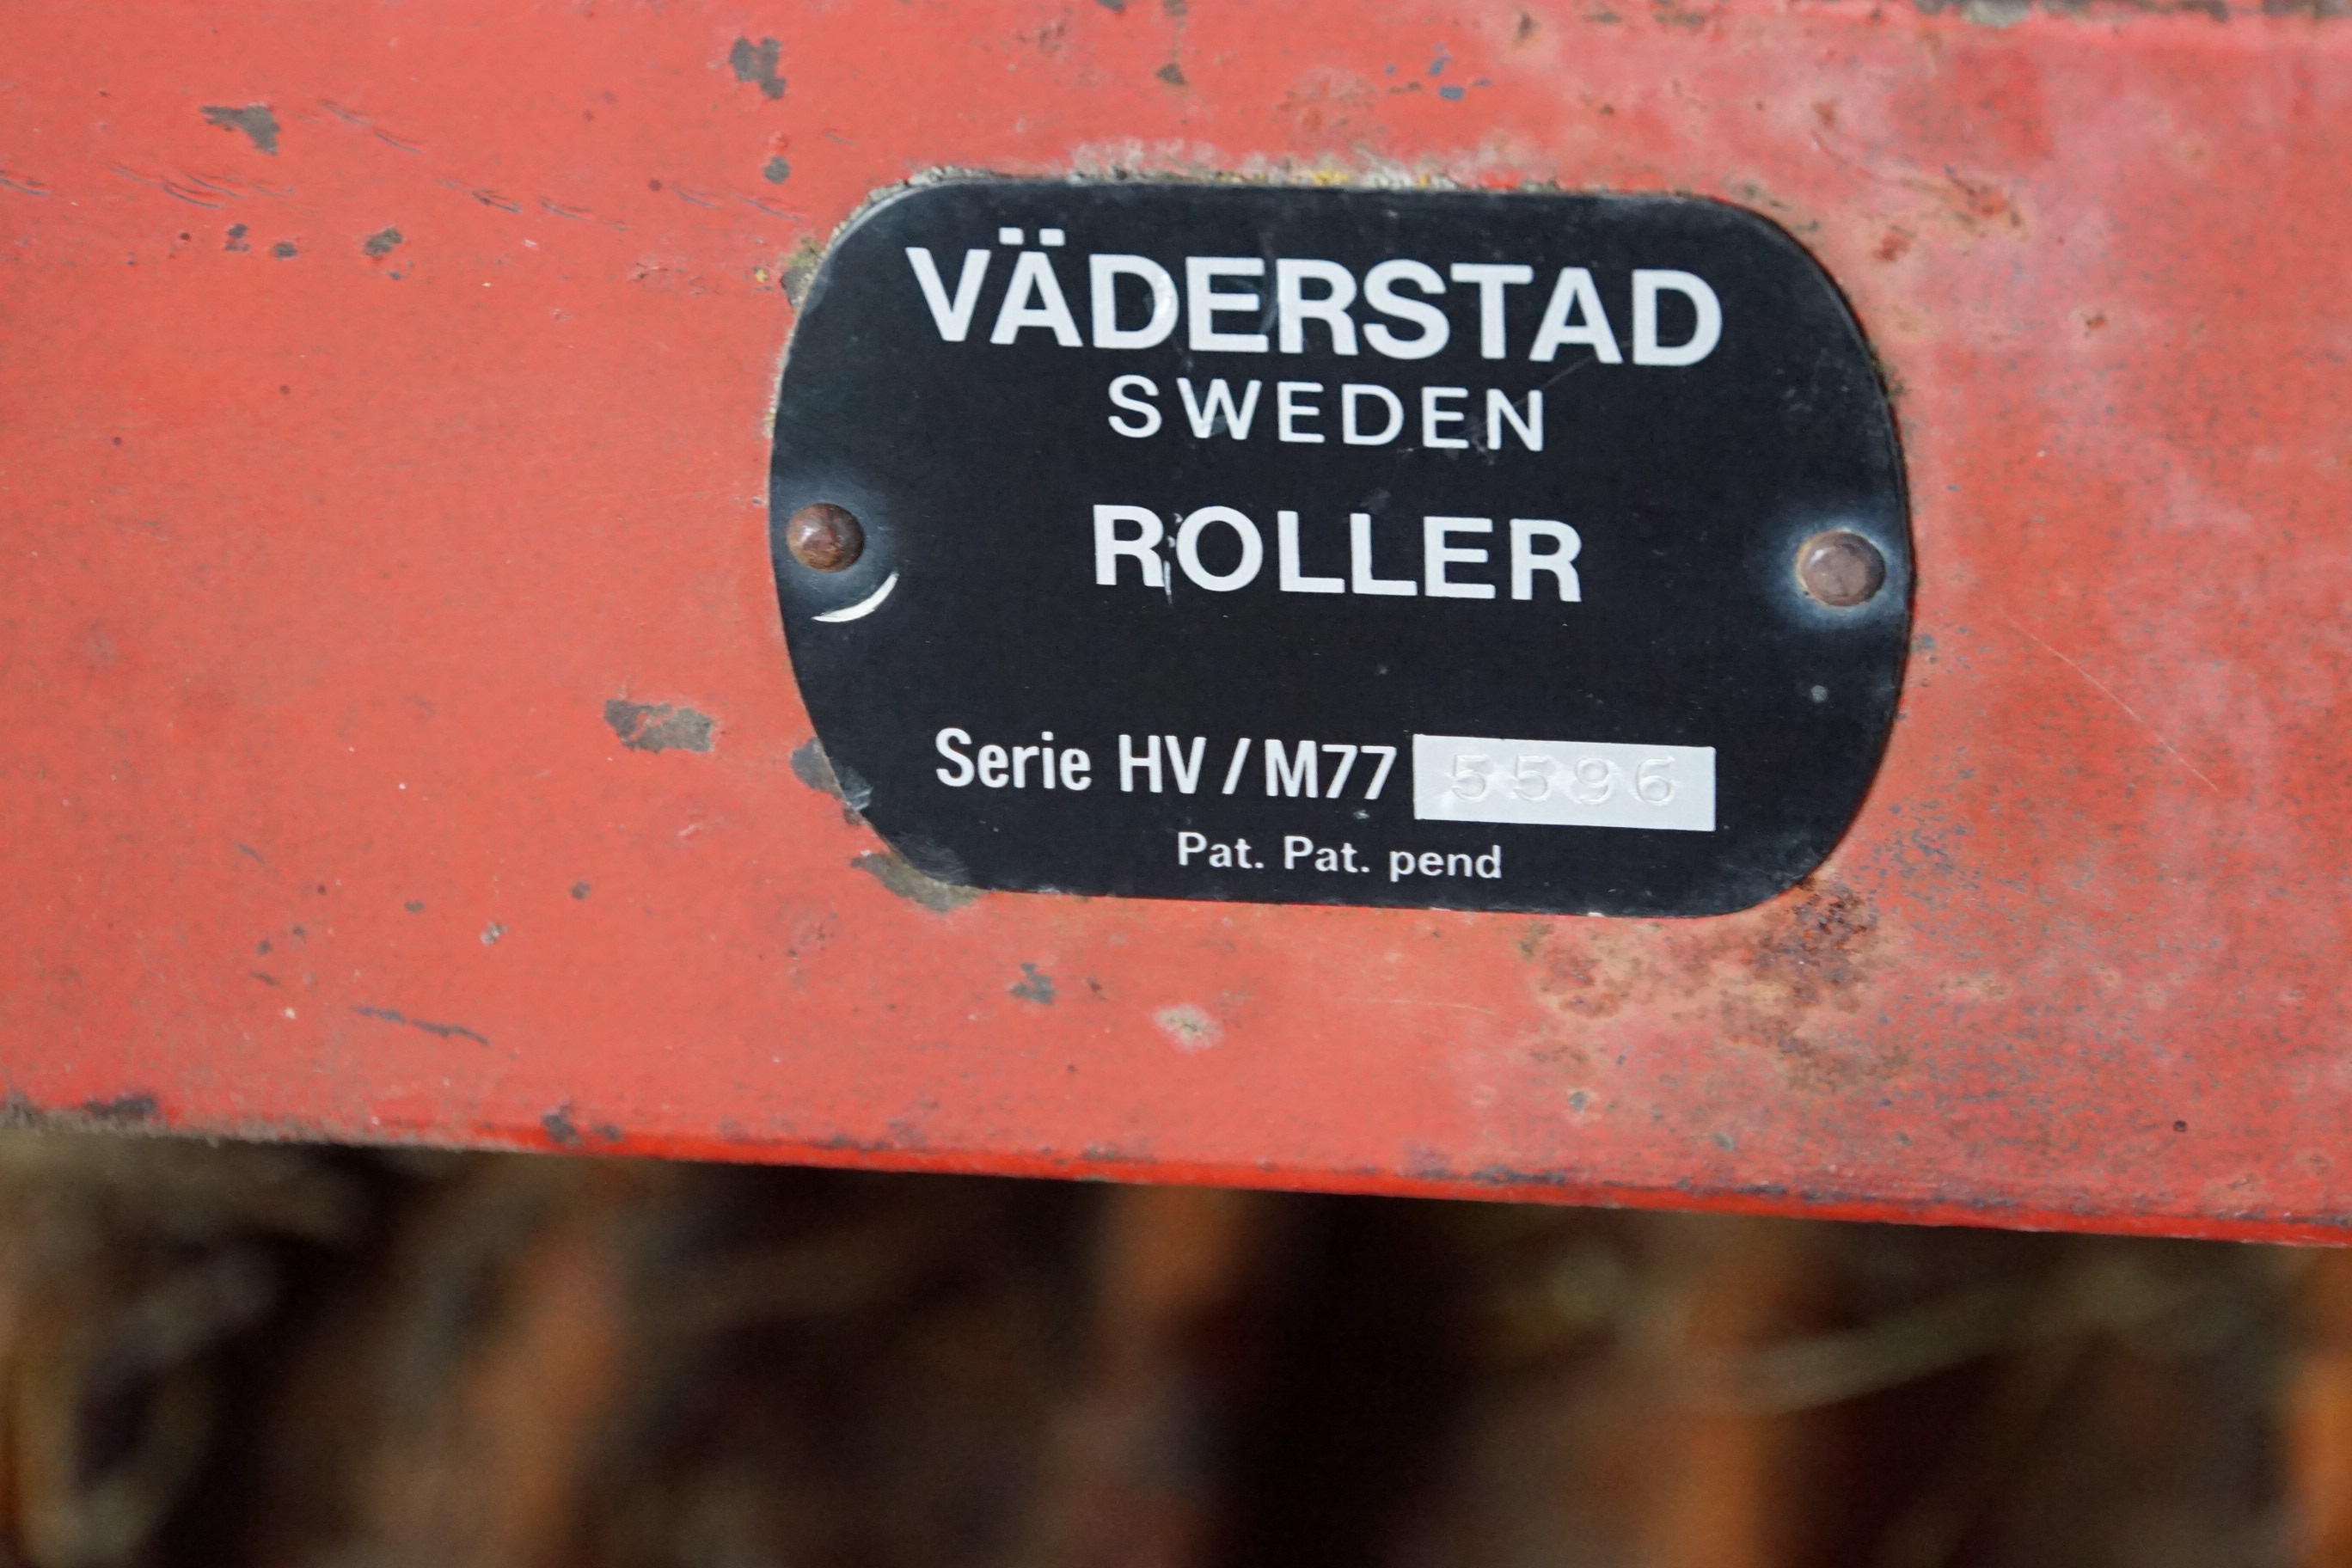 VÄDERSTAD
SWEDEN
ROLLER
Serie HV/M77 5596
Pat. Pat. pend